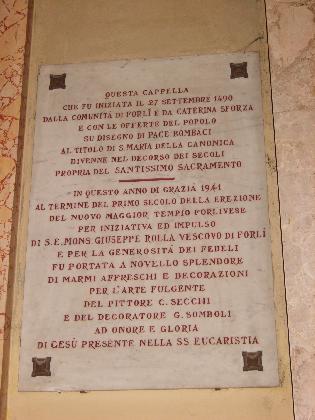 QUESTA CAPPELLA
CHE FU INIZIATA IL 27 SETTEMBRE 1490
DALLA COMUNITÀ DI FORLÌ E DA CATERINA SFORZA
E CON LE OFFERTE DEL POPOLO
SU DISEGNO DI PACE BOMBACI
AL TITOLO DI S. MARIA DELLA CANONICA
DIVENNE NEL DECORSO DEI SECOLI
PROPRIA DEL SANTISSIMO SACRAMENTO
IN QUESTO ANNO DI GRAZIA 1941
AL TERMINE DEL PRIMO SECOLO DELLA EREZIONE
DEL NUOVO MAGGIOR TEMPIO FORLIVESE
PER INIZIATIVA ED IMPULSO
DI S.E. MONS. GIUSEPPE ROLLA VESCOVO DI FORLÌ
E PER LA GENEROSITÀ DEI FEDELI
FU PORTATA A NOVELLO SPLENDORE
DI MARMI AFFRESCHI E DECORAZIONI
PER L'ARTE FULGENTE
DEL PITTORE C. SECCHI
E DEL DECORATORE G. SOMBOLI
AD ONORE E GLORIA
DI GESÙ PRESENTE NELLA SS EUCARISTIA